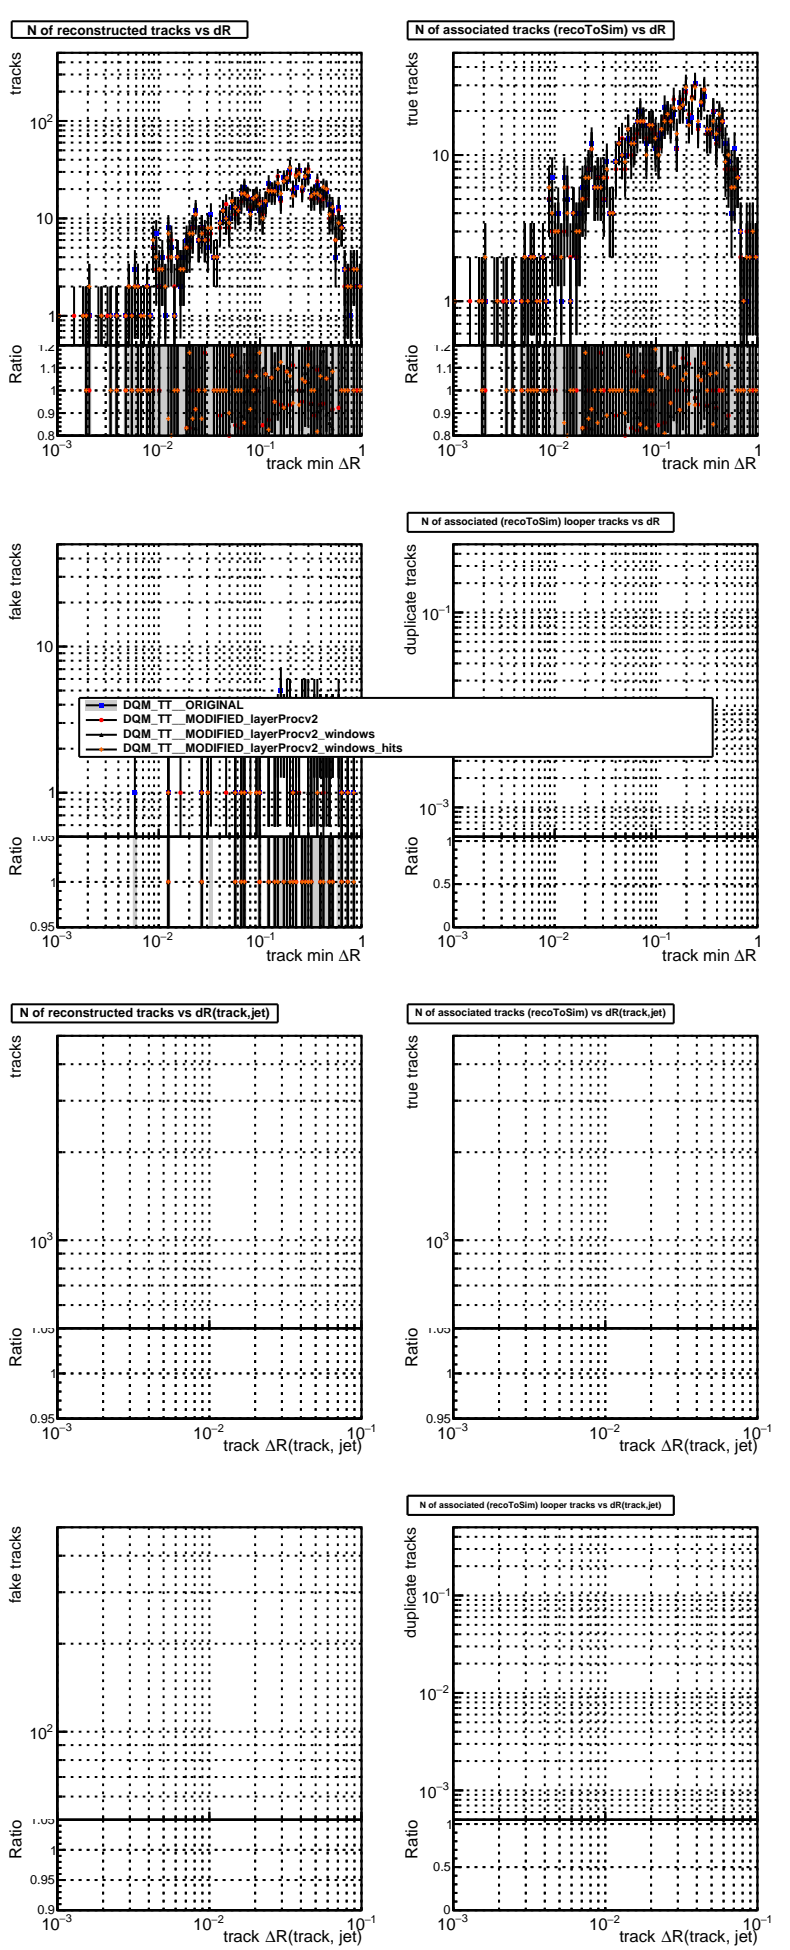 N of reconstructed tracks vs dR
N of associated tracks (recoToSim) vs dR
tracks
10²
10
1
Ratio
1.2
1.1
1
0.9
0.8
10⁻³
10⁻²
10⁻¹
1
track min ΔR
true tracks
10
1
Ratio
1.2
1.1
1
0.9
0.8
10⁻³
10⁻²
10⁻¹
1
track min ΔR
N of associated (recoToSim) looper tracks vs dR
fake tracks
10
1
Ratio
1.05
1
0.95
10⁻³
10⁻²
10⁻¹
1
track min ΔR
duplicate tracks
10⁻¹
10⁻³
Ratio
1
0.5
0
10⁻³
10⁻²
10⁻¹
1
track min ΔR
DQM_TT__ORIGINAL
DQM_TT__MODIFIED_layerProcv2
DQM_TT__MODIFIED_layerProcv2_windows
DQM_TT__MODIFIED_layerProcv2_windows_hits
N of reconstructed tracks vs dR(track,jet)
N of associated tracks (recoToSim) vs dR(track,jet)
tracks
10³
Ratio
1.05
1
0.95
10⁻³
10⁻²
10⁻¹
track ΔR(track, jet)
true tracks
10³
Ratio
1.05
1
0.95
10⁻³
10⁻²
10⁻¹
track ΔR(track, jet)
N of associated (recoToSim) looper tracks vs dR(track,jet)
fake tracks
10²
Ratio
1.05
1
0.95
0.9
10⁻³
10⁻²
10⁻¹
track ΔR(track, jet)
duplicate tracks
10⁻¹
10⁻²
10⁻³
Ratio
1
0.5
0
10⁻³
10⁻²
10⁻¹
track ΔR(track, jet)